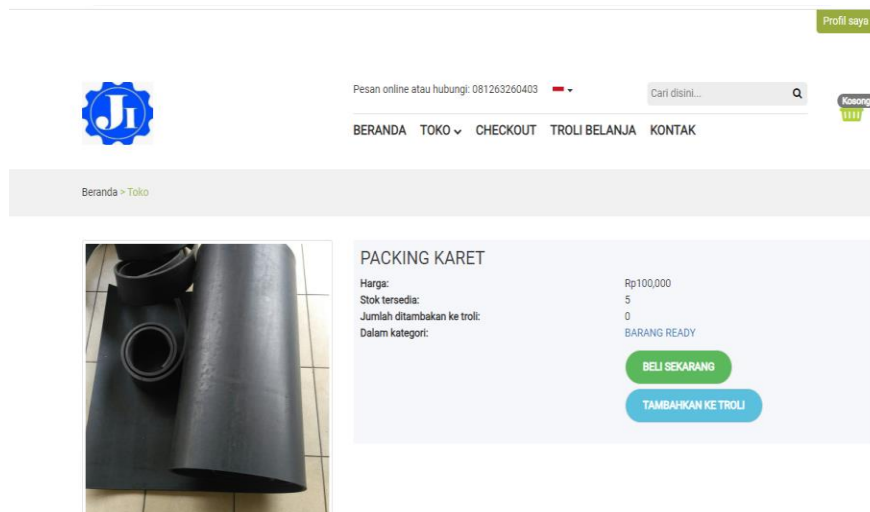 Profil saya
Pesan online atau hubungi: 081263260403
Cari disini...
Kosong
JI
BERANDA TOKO CHECKOUT TROLI BELANJA KONTAK
Beranda > Toko
PACKING KARET
Harga: Rp100,000
Stok tersedia: 5
Jumlah ditambakan ke troli: 0
Dalam kategori: BARANG READY
BELI SEKARANG
TAMBAHKAN KE TROLI